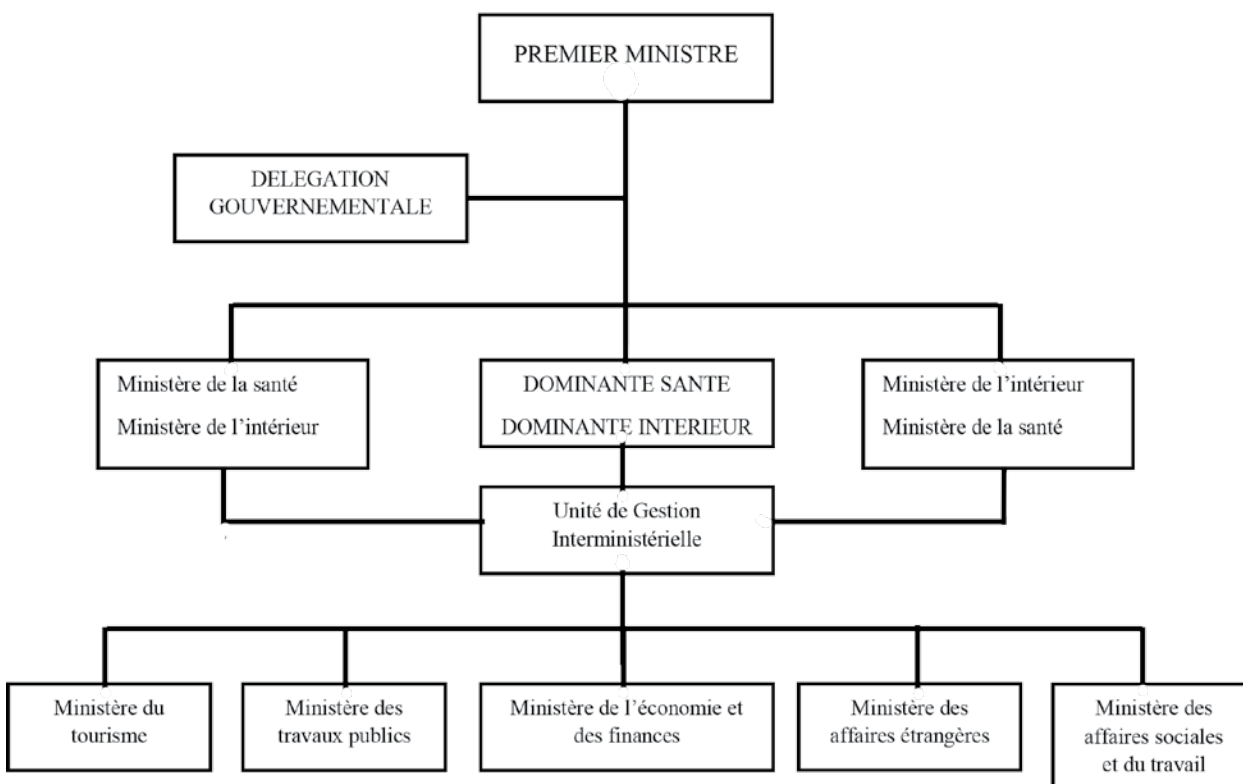 PREMIER MINISTRE
DELEGATION
GOUVERNEMENTALE
Ministère de la santé
Ministère de l’intérieur
DOMINANTE SANTE
DOMINANTE INTERIEUR
Ministère de l’intérieur
Ministère de la santé
Unité de Gestion
Interministérielle
Ministère du
tourisme
Ministère des
travaux publics
Ministère de l’économie et
des finances
Ministère des
affaires étrangères
Ministère des
affaires sociales
et du travail